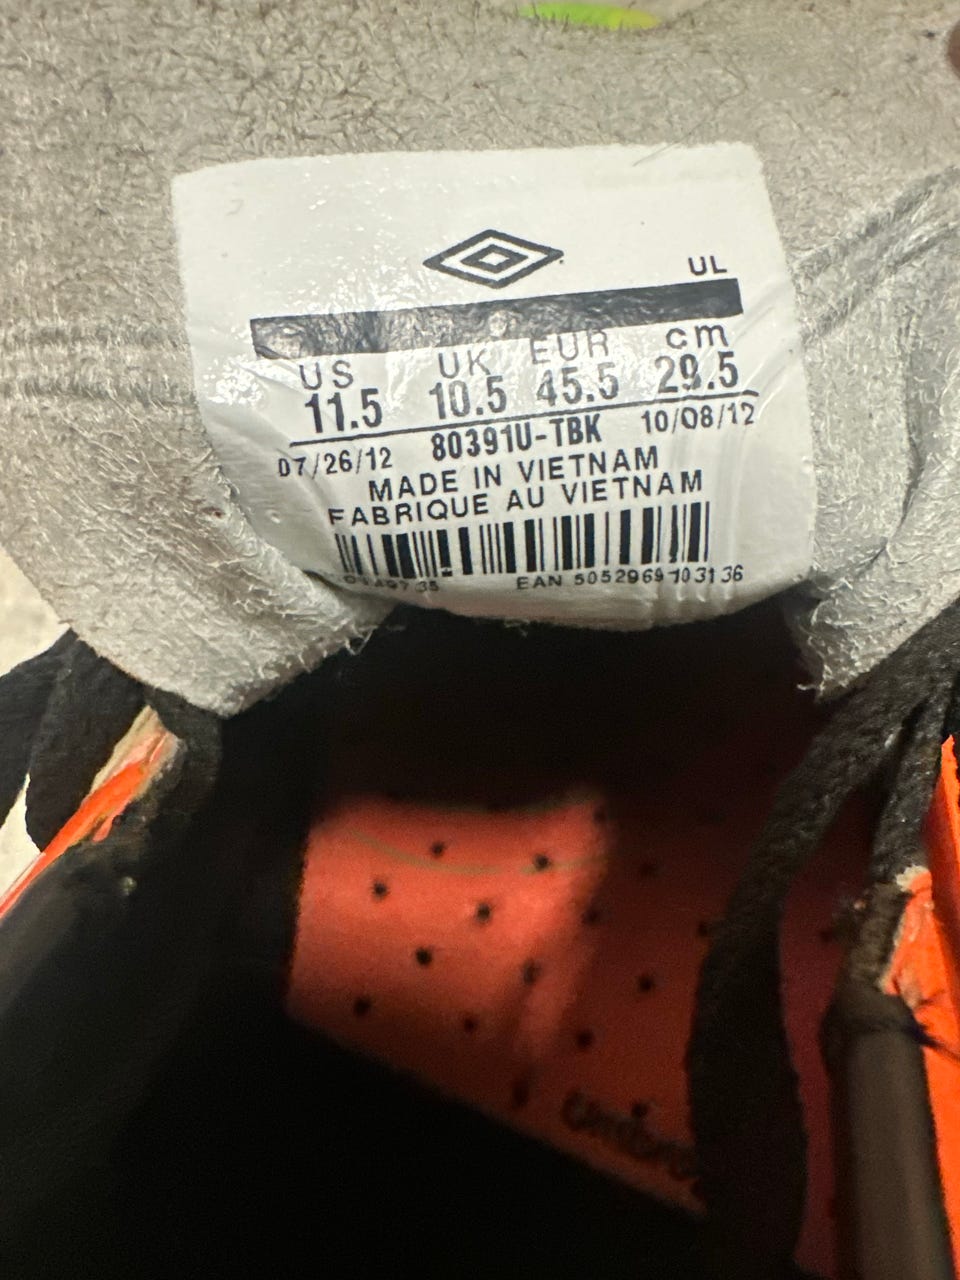 UL
US UK EUR cm
11.5 10.5 45.5 29.5
07/26/12 80391U-TBK 10/08/12
MADE IN VIETNAM
FABRIQUE AU VIETNAM
EAN 5052969103136
umbro